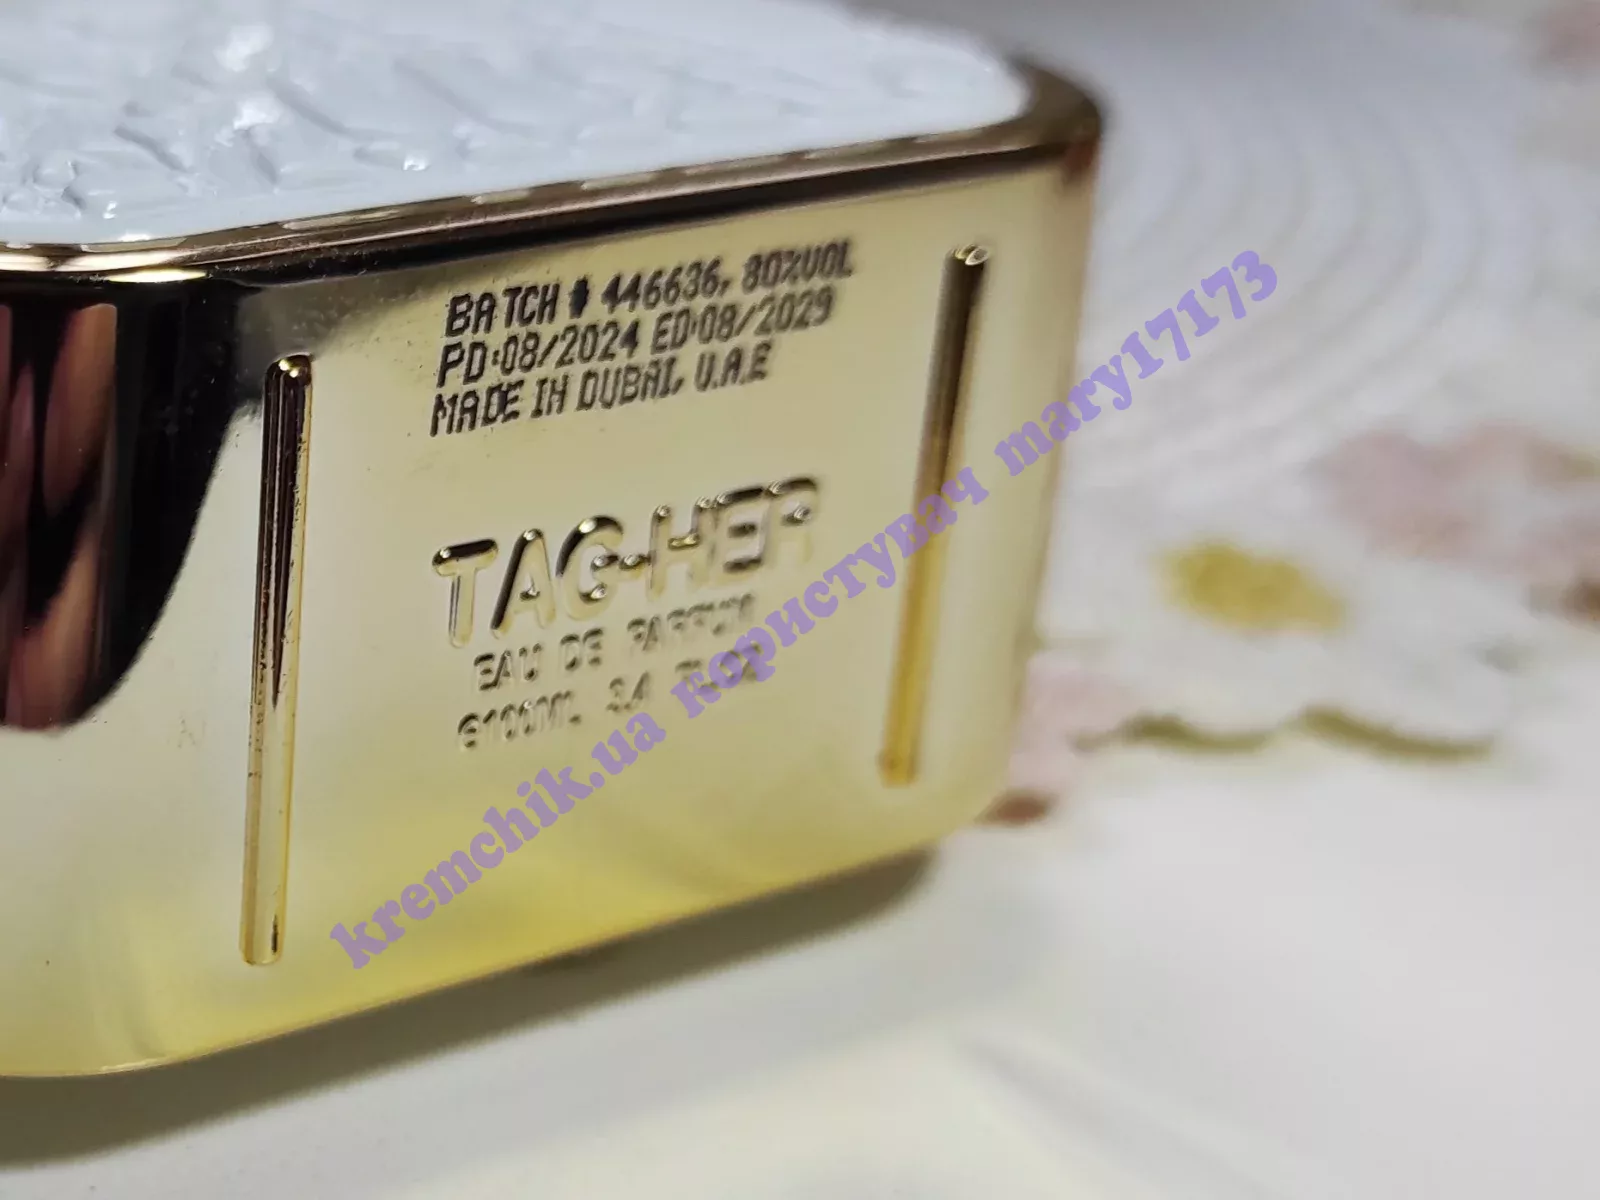 BATCH # 446636, 80%VOL
PD:08/2024 ED:08/2029
MADE IN DUBAI, U.A.E
TAG-HER
EAU DE PARFUM
e100ML 3.4 FL.OZ
kremchik.ua користувач mary17173